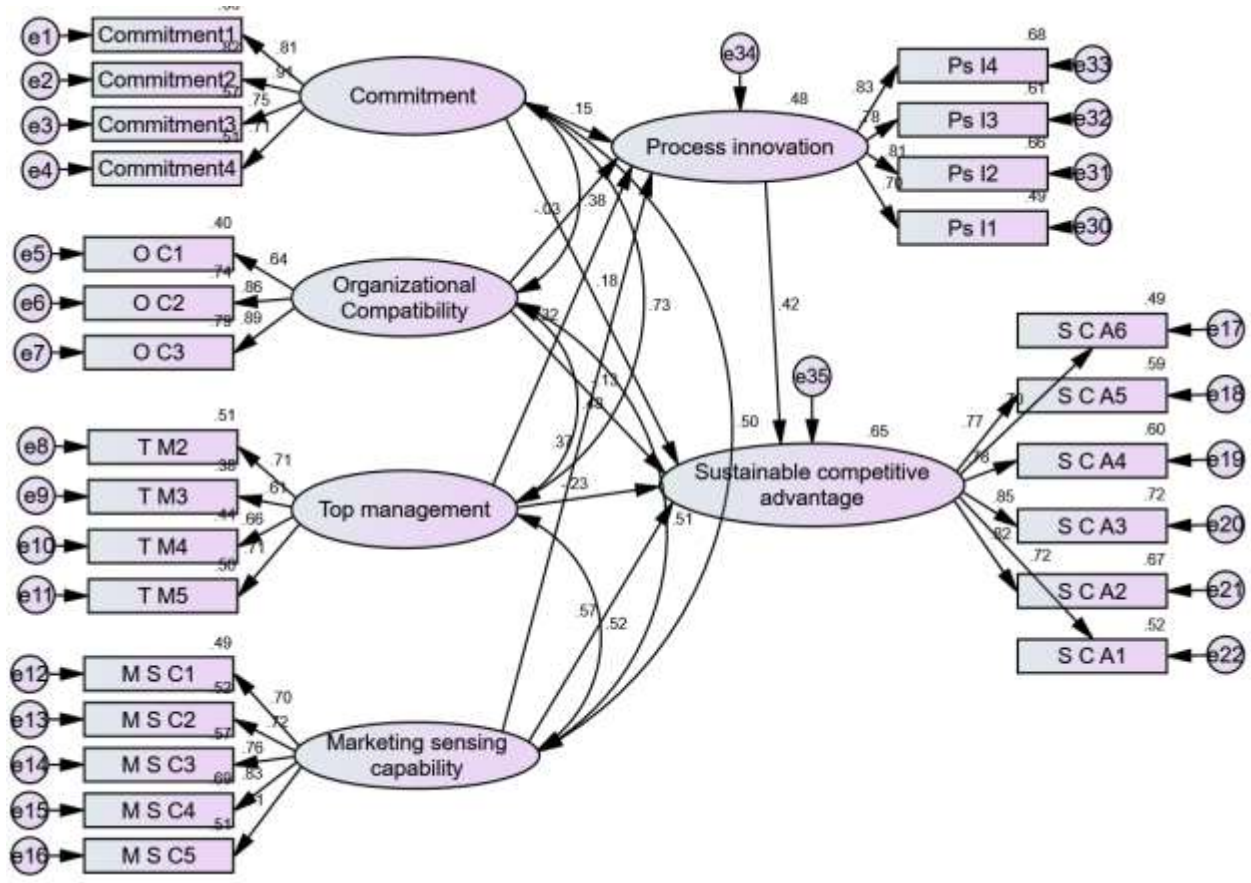 e1
Commitment1
.81
e2
Commitment2
.91
e3
Commitment3
.75
e4
Commitment4
.71
Commitment
.15
e34
.48
Process innovation
.68
Ps I4
e33
.83
.61
Ps I3
e32
.78
.66
Ps I2
e31
.81
.49
Ps I1
e30
.40
e5
O C1
.64
.74
e6
O C2
.86
.79
e7
O C3
.89
Organizational
Compatibility
-.03
.38
.18
.73
.42
.49
S C A6
e17
.59
S C A5
e18
.77
.60
S C A4
e19
.78
.72
S C A3
e20
.85
.67
S C A2
e21
.82
.52
S C A1
e22
.72
e35
.65
Sustainable competitive
advantage
.51
e8
T M2
.71
.38
e9
T M3
.61
.44
e10
T M4
.66
.50
e11
T M5
.71
Top management
-.13
.37
.50
-.23
.51
.57
.52
.49
e12
M S C1
.70
.52
e13
M S C2
.72
.57
e14
M S C3
.76
.69
e15
M S C4
.83
.51
e16
M S C5
Marketing sensing
capability